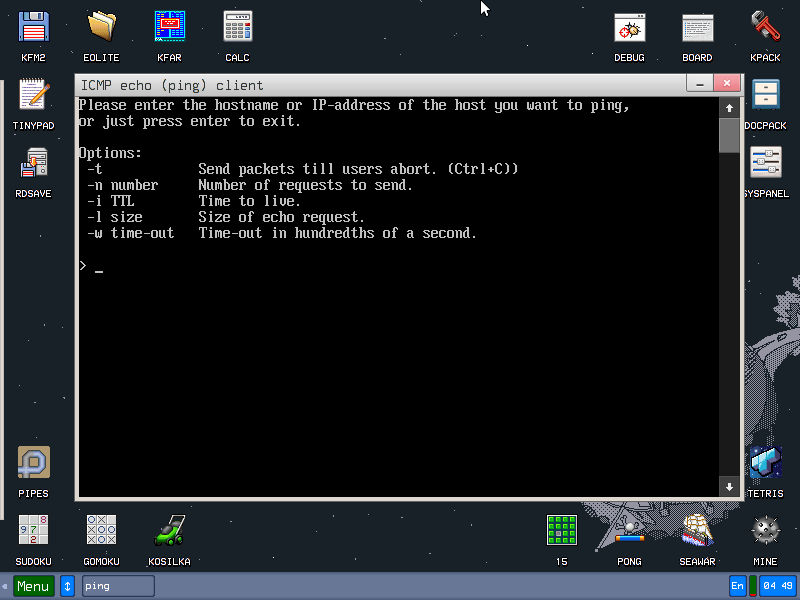 KFM2
EOLITE
KFAR
CALC
DEBUG
BOARD
KPACK
ICMP echo (ping) client
Please enter the hostname or IP-address of the host you want to ping,
or just press enter to exit.
Options:
-t Send packets till users abort. (Ctrl+C))
-n number Number of requests to send.
-i TTL Time to live.
-l size Size of echo request.
-w time-out Time-out in hundredths of a second.
> _
TINYPAD
RDSAVE
DOCPACK
SYSPANEL
PIPES
TETRIS
SUDOKU
GOMOKU
KOSILKA
15
PONG
SEAWAR
MINE
Menu
ping
En
04 49